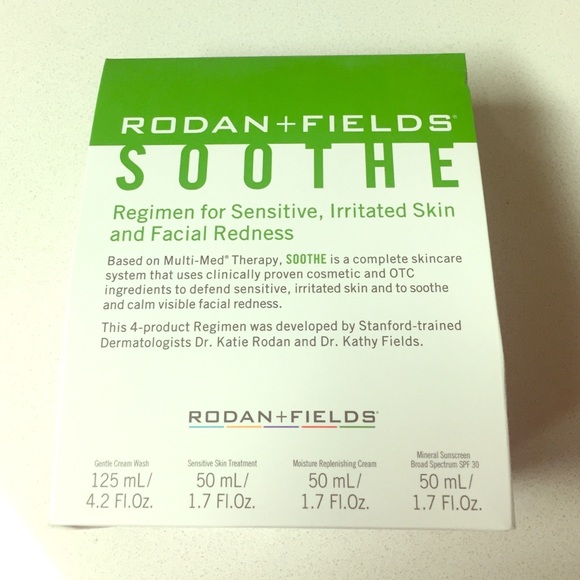 RODAN+FIELDS®
SOOTHE
Regimen for Sensitive, Irritated Skin
and Facial Redness
Based on Multi-Med® Therapy, SOOTHE is a complete skincare
system that uses clinically proven cosmetic and OTC
ingredients to defend sensitive, irritated skin and to soothe
and calm visible facial redness.
This 4-product Regimen was developed by Stanford-trained
Dermatologists Dr. Katie Rodan and Dr. Kathy Fields.
RODAN+FIELDS®
Gentle Cream Wash
125 mL/
4.2 Fl.Oz.
Sensitive Skin Treatment
50 mL/
1.7 Fl.Oz.
Moisture Replenishing Cream
50 mL/
1.7 Fl.Oz.
Mineral Sunscreen
Broad Spectrum SPF 30
50 mL/
1.7 Fl.Oz.